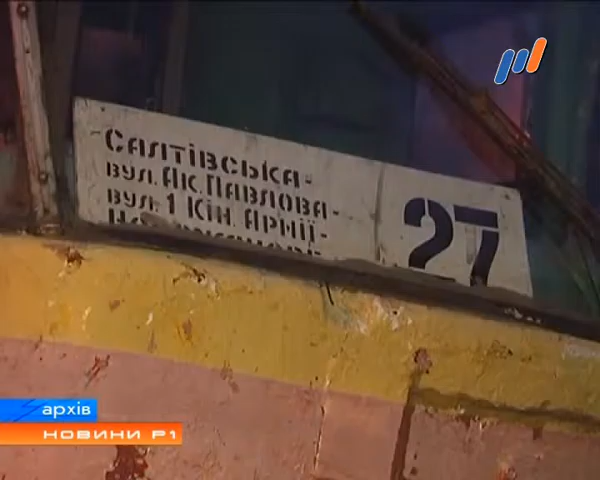 САЛТІВСЬКА-
ВУЛ. АК. ПАВЛОВА-
ВУЛ. 1 КІН. АРМІЇ-
27
архів
НОВИНИ Р1